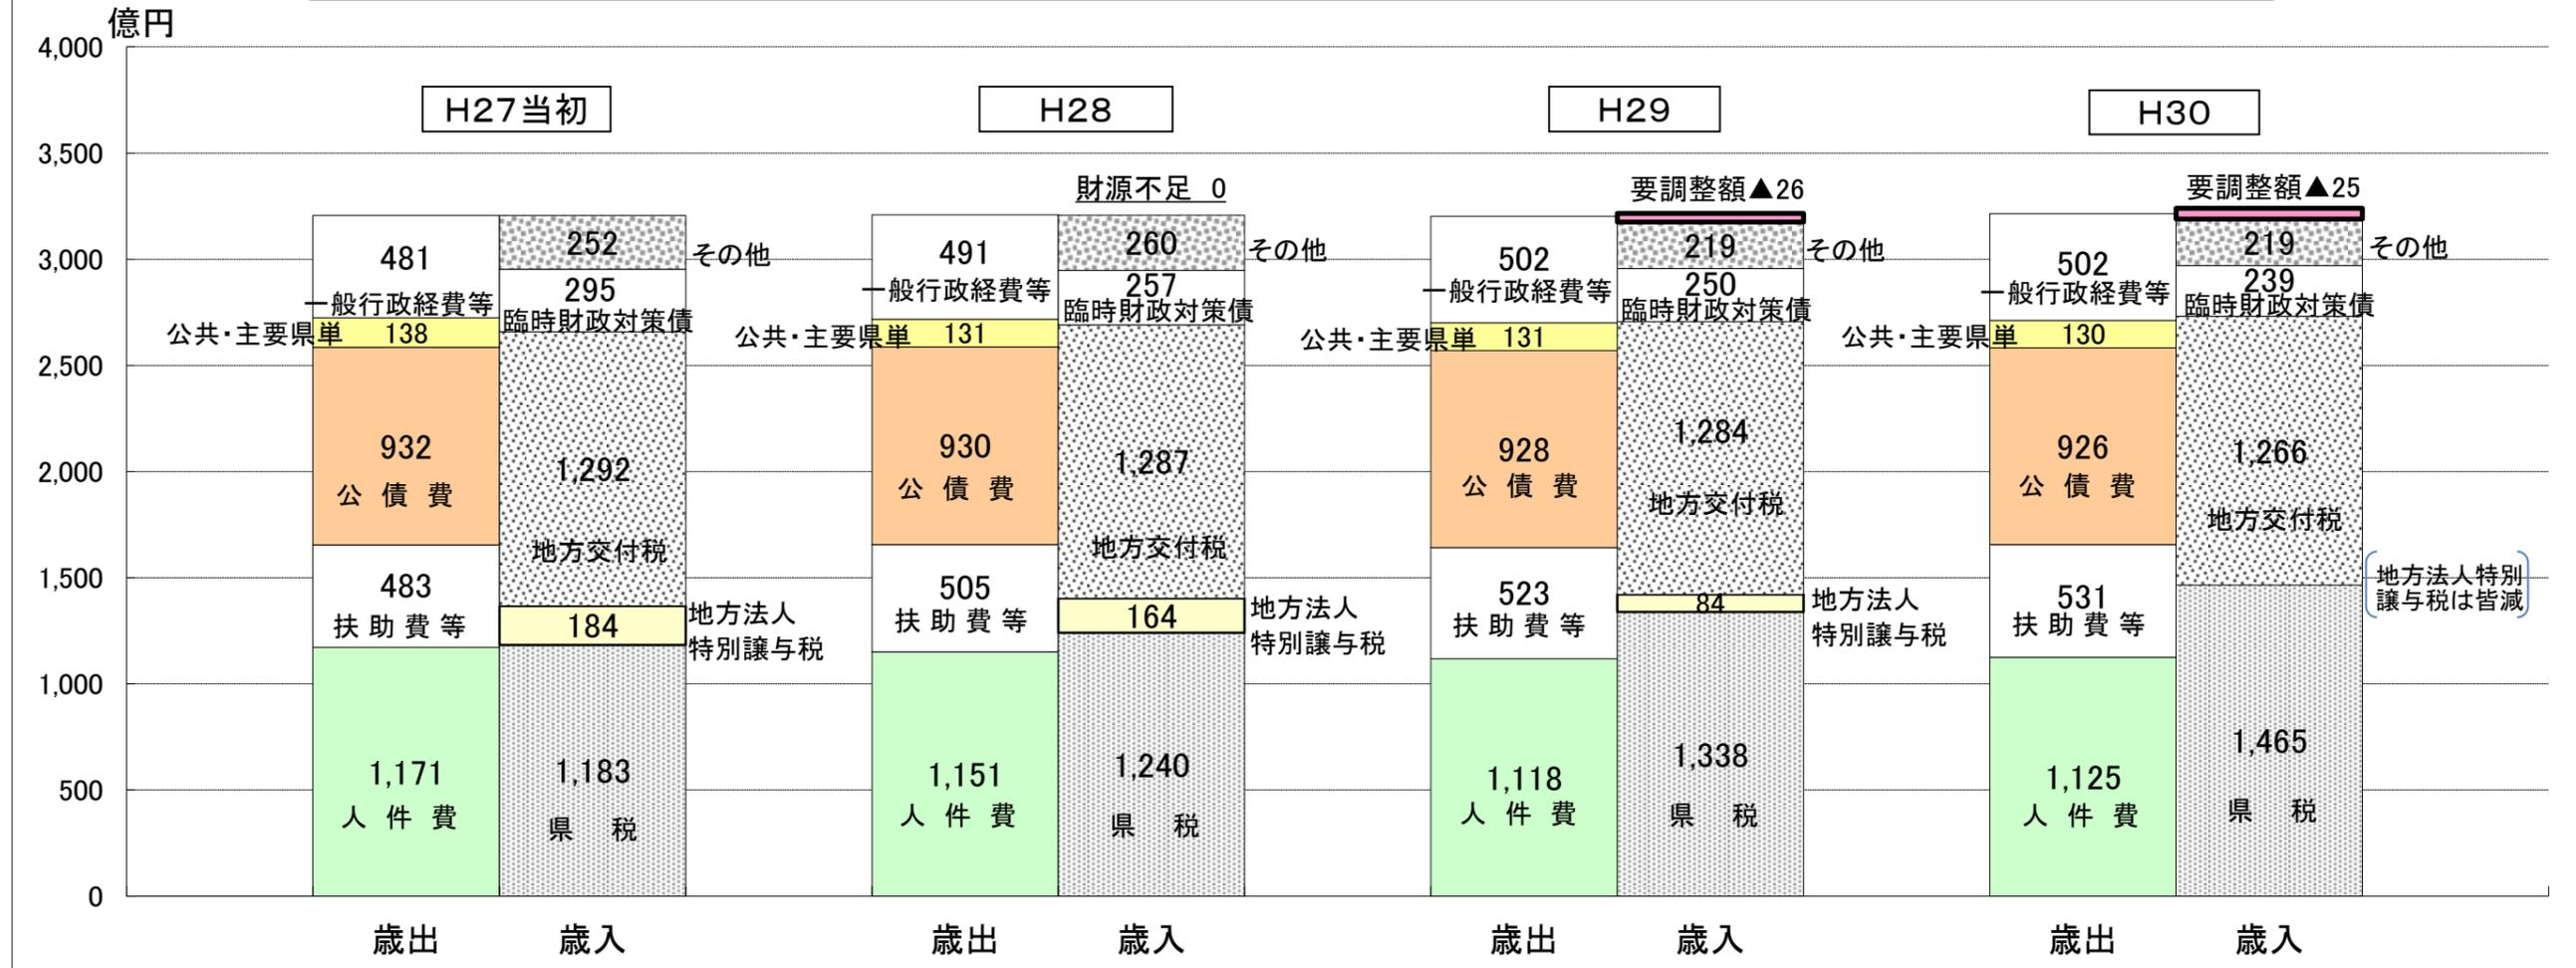 億円
4,000
3,500
3,000
2,500
2,000
1,500
1,000
500
0
H27当初
481
一般行政経費等
公共・主要県単
138
932
公債費
483
扶助費等
1,171
人件費
252
その他
295
臨時財政対策債
1,292
地方交付税
184
地方法人
特別譲与税
1,183
県税
歳出
歳入
H28
財源不足 0
491
一般行政経費等
公共・主要県単
131
930
公債費
505
扶助費等
1,151
人件費
260
その他
257
臨時財政対策債
1,287
地方交付税
164
地方法人
特別譲与税
1,240
県税
歳出
歳入
H29
要調整額▲26
502
一般行政経費等
公共・主要県単
131
928
公債費
523
扶助費等
1,118
人件費
219
その他
250
臨時財政対策債
1,284
地方交付税
84
地方法人
特別譲与税
1,338
県税
歳出
歳入
H30
要調整額▲25
502
一般行政経費等
公共・主要県単
130
926
公債費
531
扶助費等
1,125
人件費
219
その他
239
臨時財政対策債
1,266
地方交付税
地方法人特別
譲与税は皆減
1,465
県税
歳出
歳入